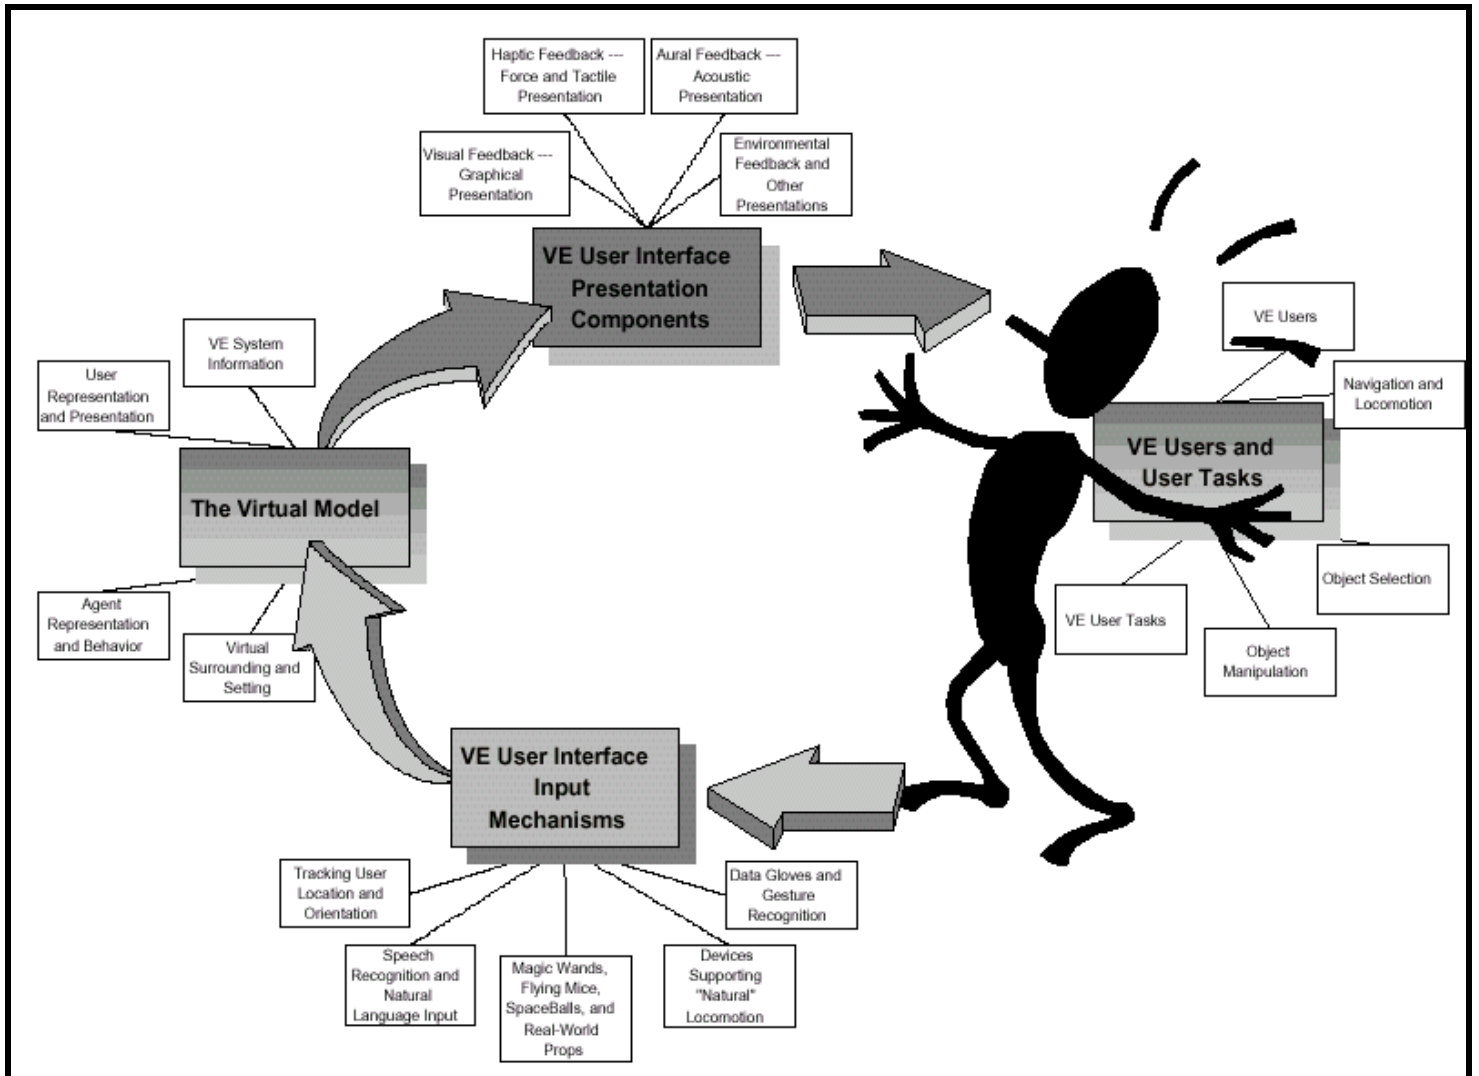 Haptic Feedback ---
Force and Tactile
Presentation
Aural Feedback ---
Acoustic
Presentation
Visual Feedback ---
Graphical
Presentation
Environmental
Feedback and
Other
Presentations
VE User Interface
Presentation
Components
VE Users
Navigation and
Locomotion
VE Users and
User Tasks
Object Selection
VE User Tasks
Object
Manipulation
VE System
Information
User
Representation
and Presentation
The Virtual Model
Agent
Representation
and Behavior
Virtual
Surrounding and
Setting
VE User Interface
Input
Mechanisms
Tracking User
Location and
Orientation
Data Gloves and
Gesture
Recognition
Speech
Recognition and
Natural
Language Input
Magic Wands,
Flying Mice,
SpaceBalls, and
Real-World
Props
Devices
Supporting
"Natural"
Locomotion